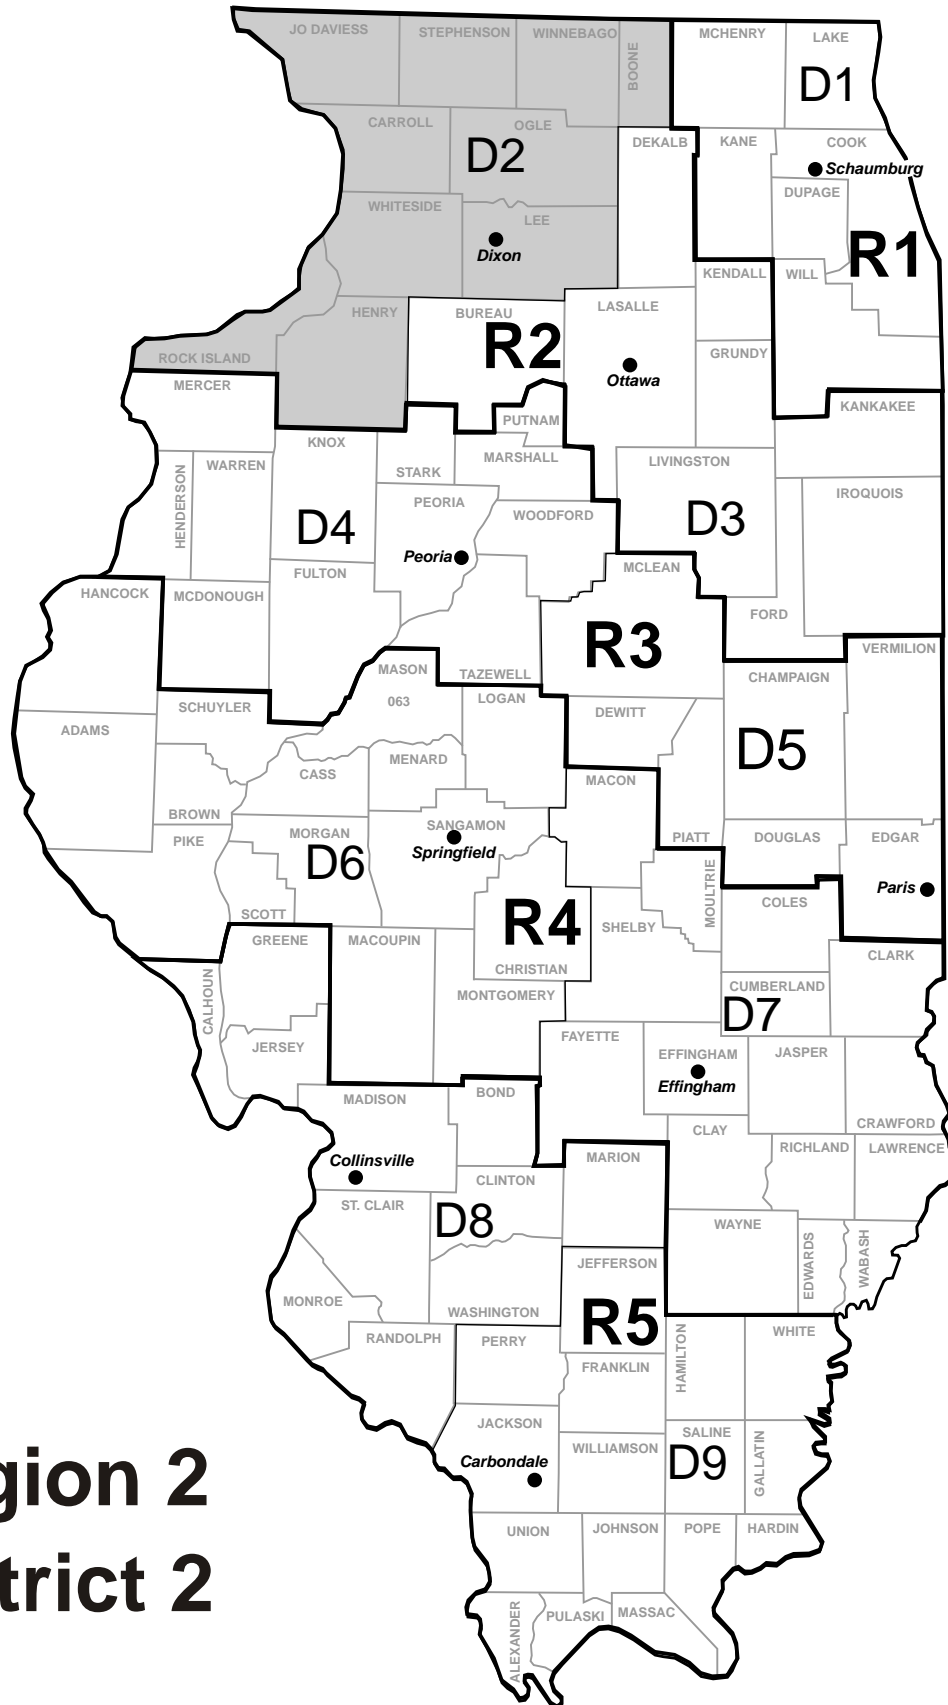 JO DAVIESS
STEPHENSON
WINNEBAGO
BOONE
MCHENRY
LAKE
D1
CARROLL
OGLE
D2
DEKALB
KANE
COOK
Schaumburg
DUPAGE
WHITESIDE
LEE
Dixon
R1
KENDALL
WILL
HENRY
BUREAU
LASALLE
R2
GRUNDY
ROCK ISLAND
Ottawa
MERCER
KANKAKEE
PUTNAM
KNOX
MARSHALL
LIVINGSTON
WARREN
STARK
HENDERSON
PEORIA
IROQUOIS
WOODFORD
D3
D4
Peoria
MCLEAN
FULTON
HANCOCK
MCDONOUGH
FORD
R3
VERMILION
MASON
TAZEWELL
CHAMPAIGN
063
LOGAN
SCHUYLER
DEWITT
ADAMS
D5
MENARD
CASS
MACON
BROWN
SANGAMON
MORGAN
PIKE
PIATT
DOUGLAS
EDGAR
Springfield
D6
MOULTRIE
Paris
COLES
SCOTT
R4
SHELBY
GREENE
MACOUPIN
CLARK
CHRISTIAN
CALHOUN
MONTGOMERY
CUMBERLAND
D7
FAYETTE
JERSEY
EFFINGHAM
JASPER
Effingham
BOND
MADISON
CRAWFORD
CLAY
RICHLAND
LAWRENCE
MARION
Collinsville
CLINTON
ST. CLAIR
D8
WAYNE
EDWARDS
WABASH
JEFFERSON
MONROE
WASHINGTON
R5
RANDOLPH
PERRY
HAMILTON
WHITE
FRANKLIN
JACKSON
SALINE
WILLIAMSON
GALLATIN
Carbondale
D9
gion 2
UNION
JOHNSON
POPE
HARDIN
trict 2
ALEXANDER
PULASKI
MASSAC